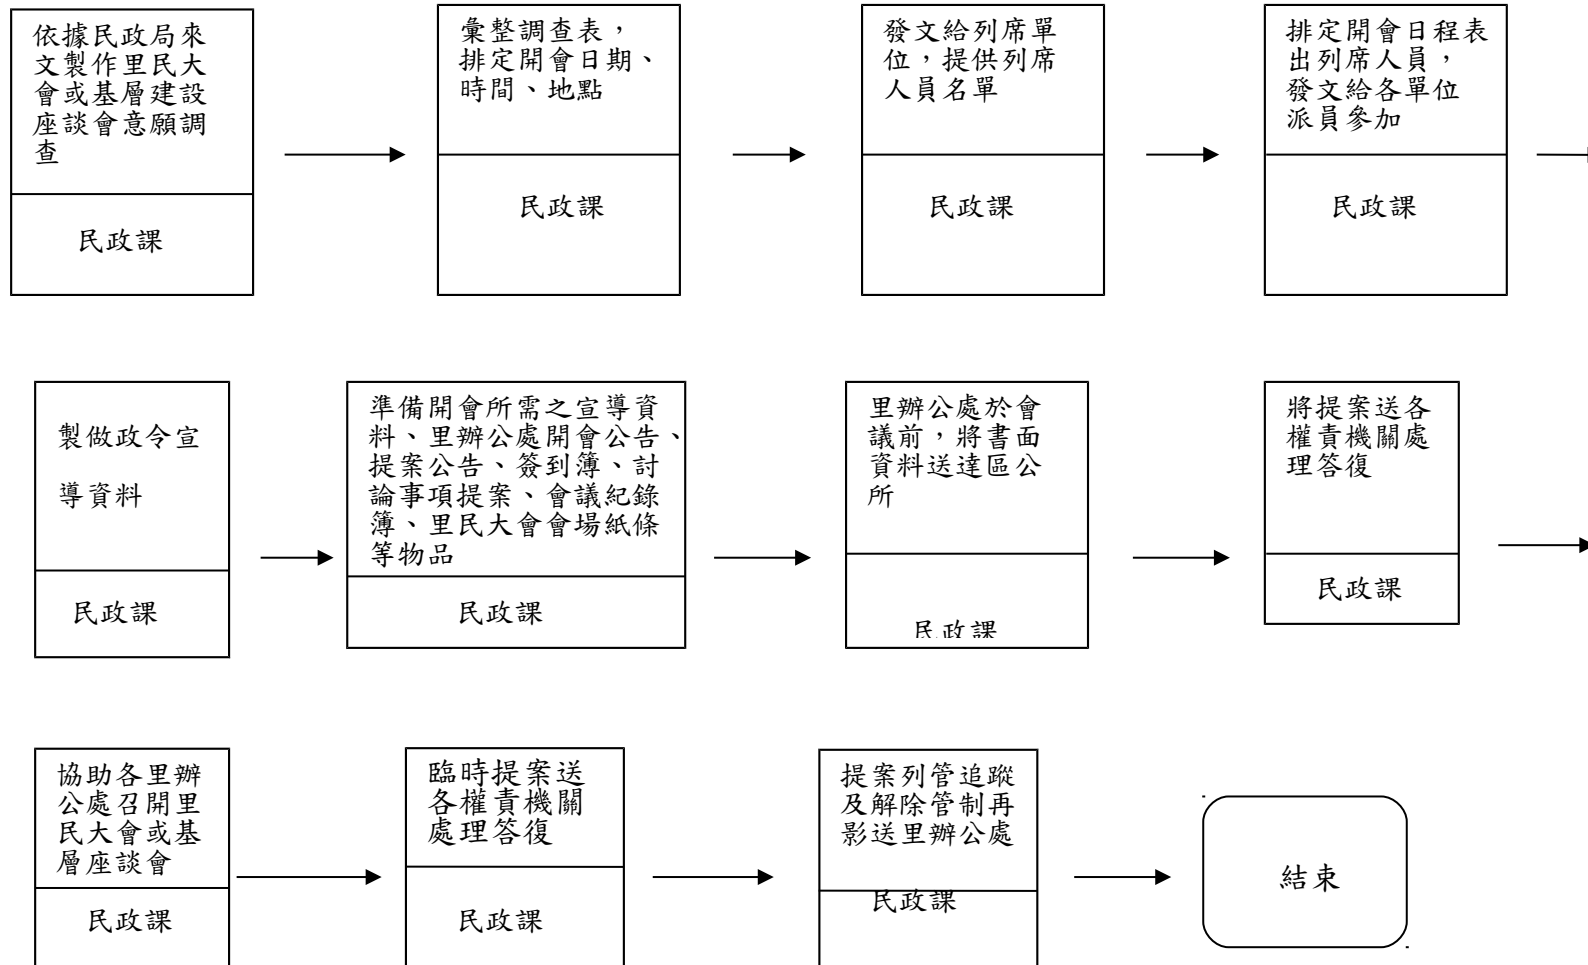 依據民政局來
文製作里民大
會或基層建設
座談會意願調
查
民政課
彙整調查表，
排定開會日期、
時間、地點
民政課
發文給列席單
位，提供列席
人員名單
民政課
排定開會日程表
出列席人員，
發文給各單位
派員參加
民政課
製做政令宣
導資料
民政課
準備開會所需之宣導資
料、里辦公處開會公告、
提案公告、簽到簿、討
論事項提案、會議紀錄
簿、里民大會會場紙條
等物品
民政課
里辦公處於會
議前，將書面
資料送達區公
所
民政課
將提案送各
權責機關處
理答復
民政課
協助各里辦
公處召開里
民大會或基
層座談會
民政課
臨時提案送
各權責機關
處理答復
民政課
提案列管追蹤
及解除管制再
影送里辦公處
民政課
結束